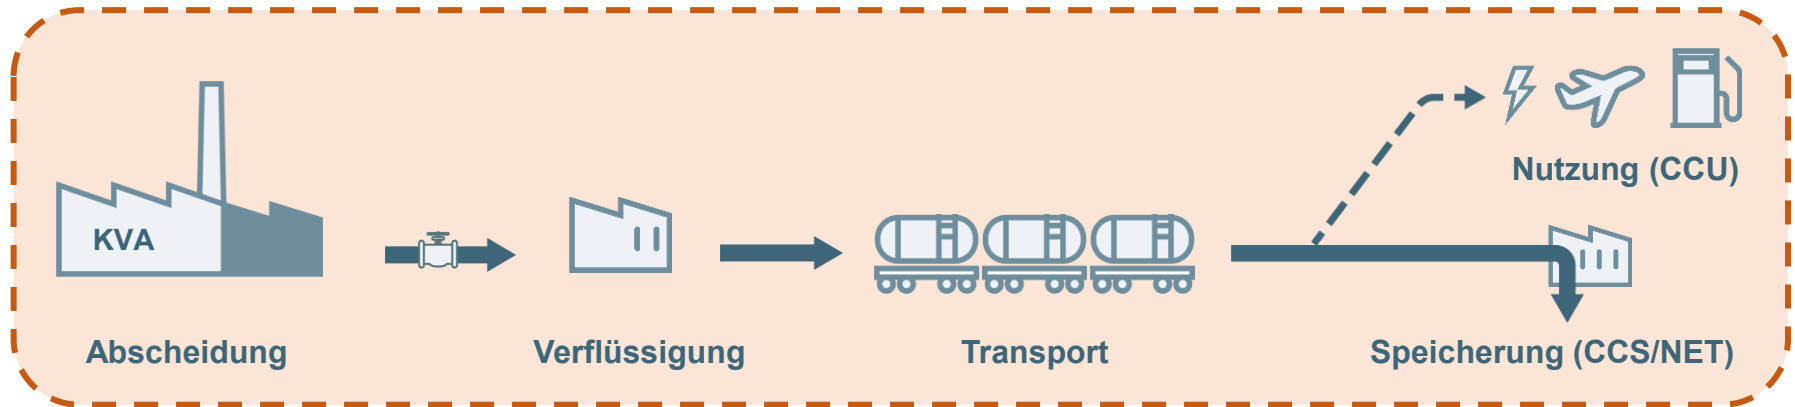 Nutzung (CCU)
KVA
Abscheidung
Verflüssigung
Transport
Speicherung (CCS/NET)